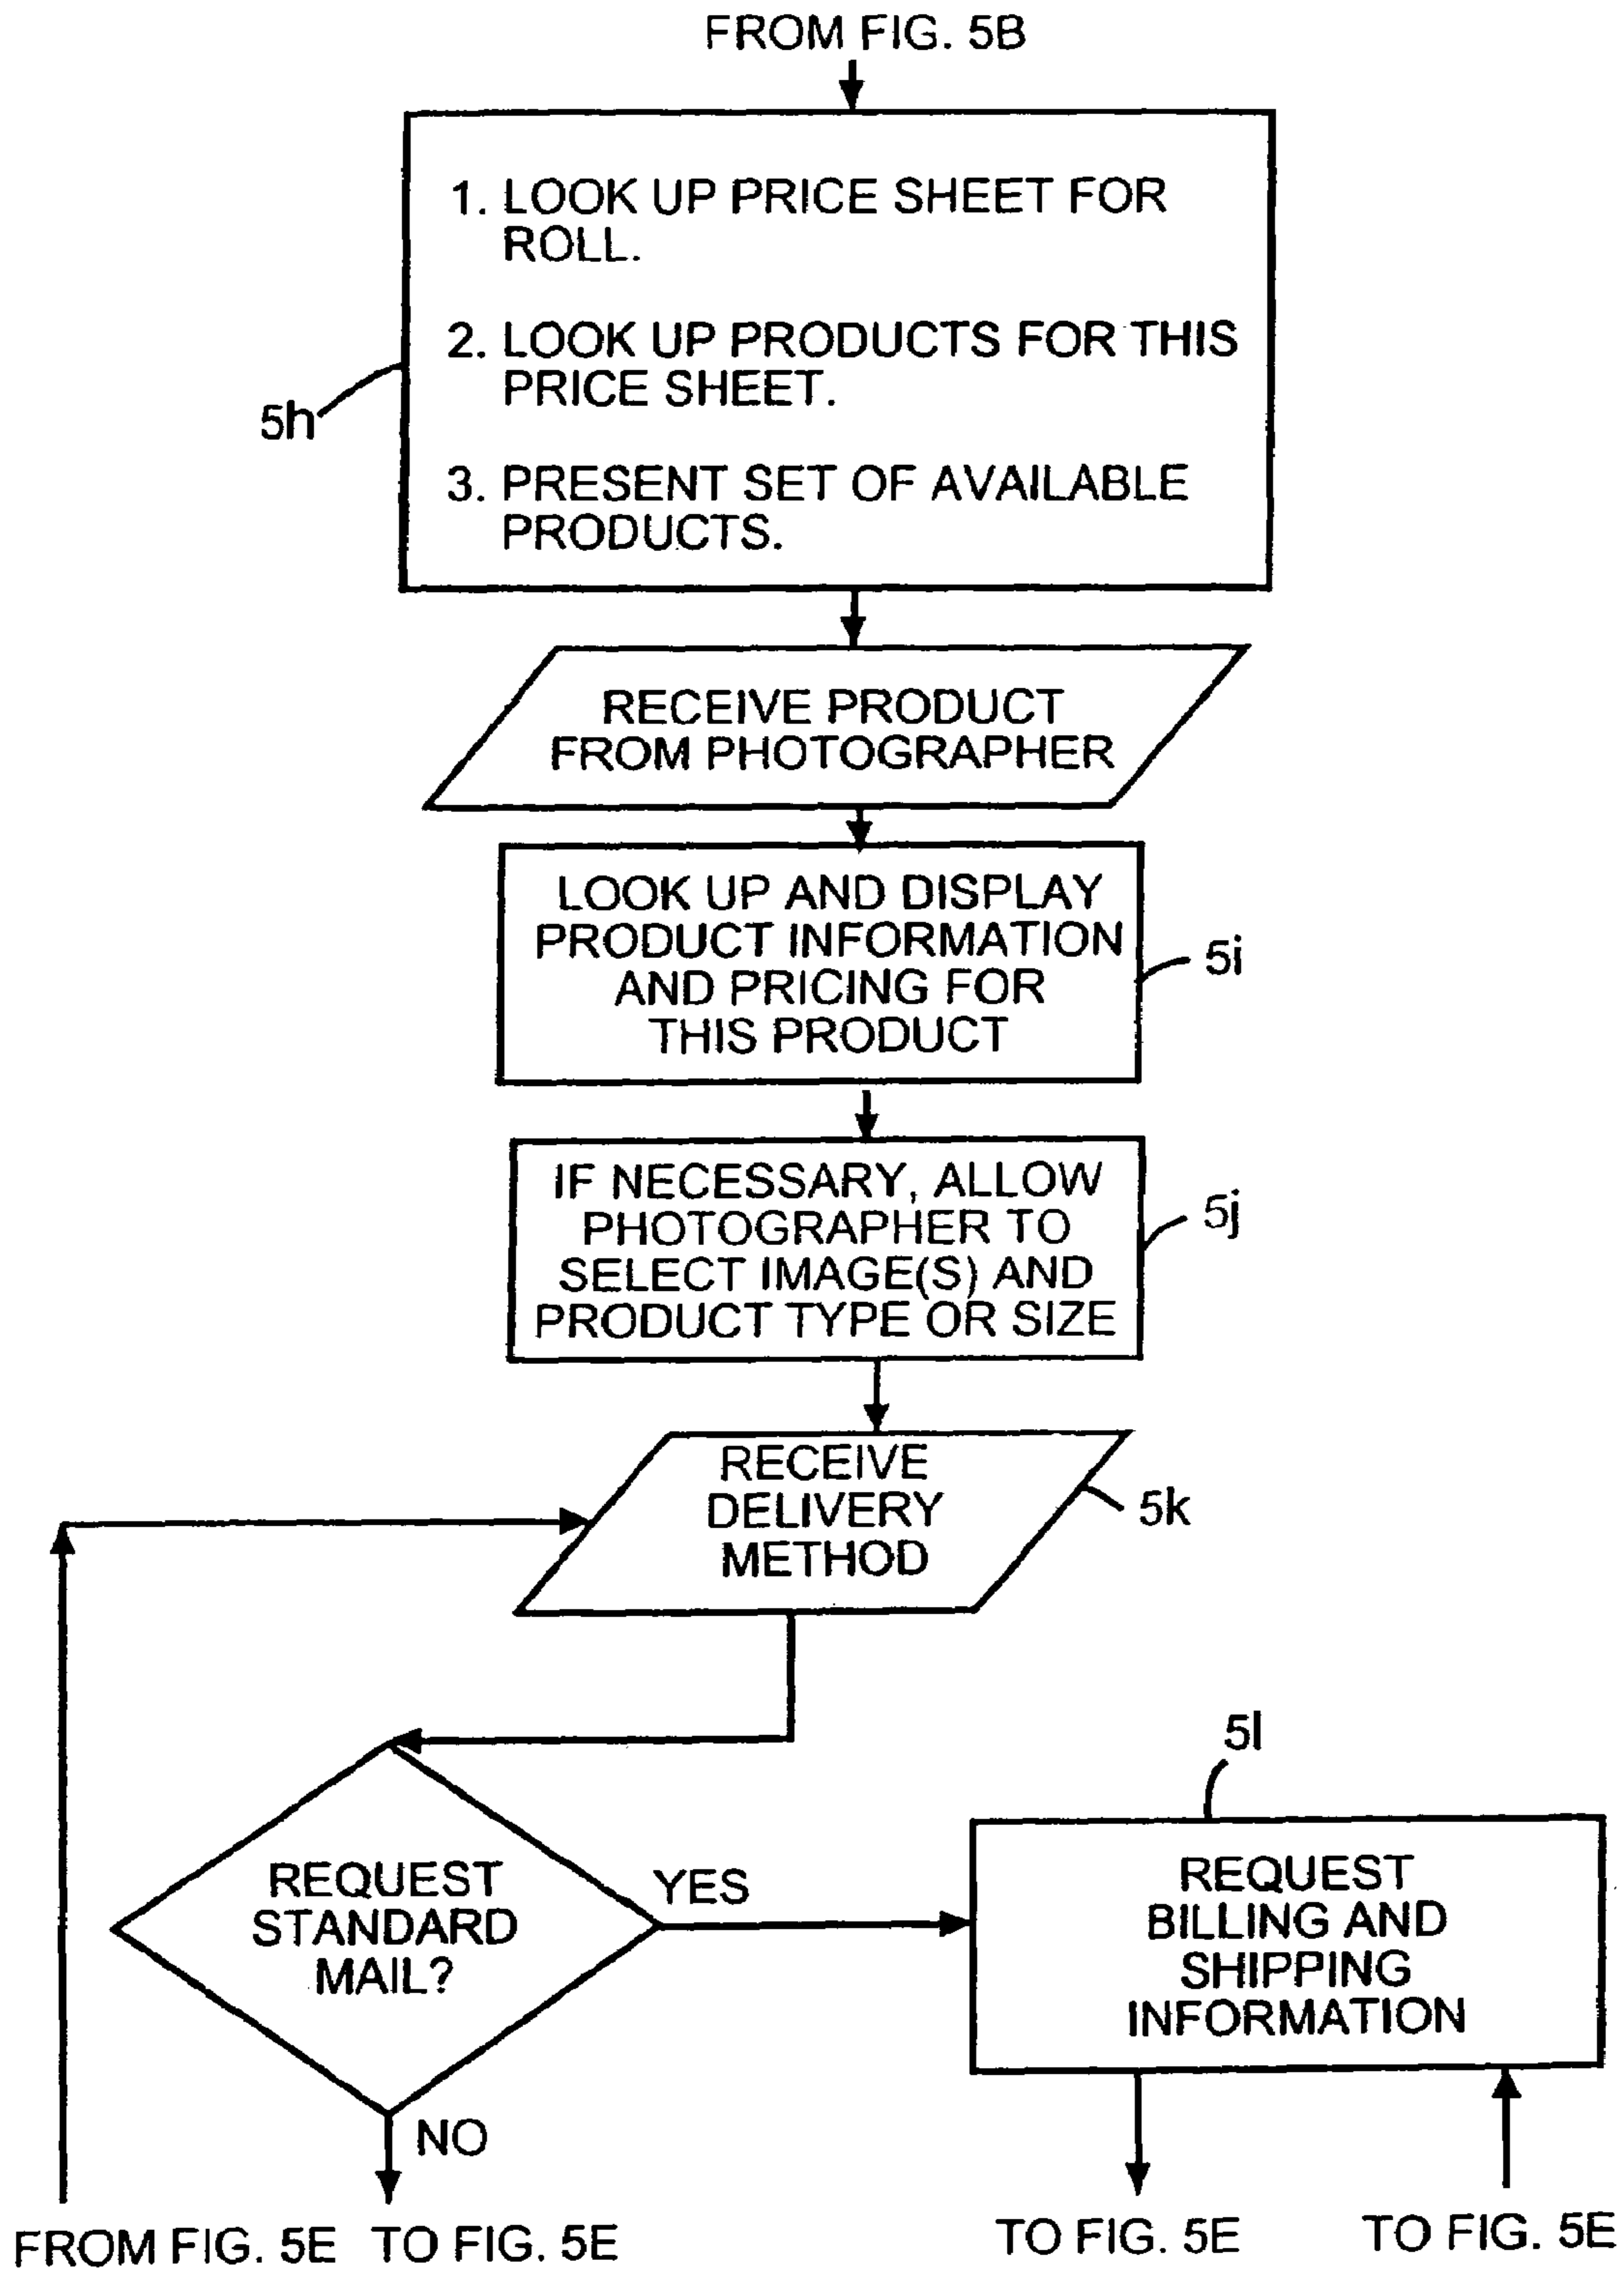 FROM FIG. 5B
1. LOOK UP PRICE SHEET FOR
ROLL.
2. LOOK UP PRODUCTS FOR THIS
PRICE SHEET.
3. PRESENT SET OF AVAILABLE
PRODUCTS.
5h
RECEIVE PRODUCT
FROM PHOTOGRAPHER
LOOK UP AND DISPLAY
PRODUCT INFORMATION
AND PRICING FOR
THIS PRODUCT
5i
IF NECESSARY, ALLOW
PHOTOGRAPHER TO
SELECT IMAGE(S) AND
PRODUCT TYPE OR SIZE
5j
RECEIVE
DELIVERY
METHOD
5k
REQUEST
STANDARD
MAIL?
YES
NO
5l
REQUEST
BILLING AND
SHIPPING
INFORMATION
FROM FIG. 5E
TO FIG. 5E
TO FIG. 5E
TO FIG. 5E